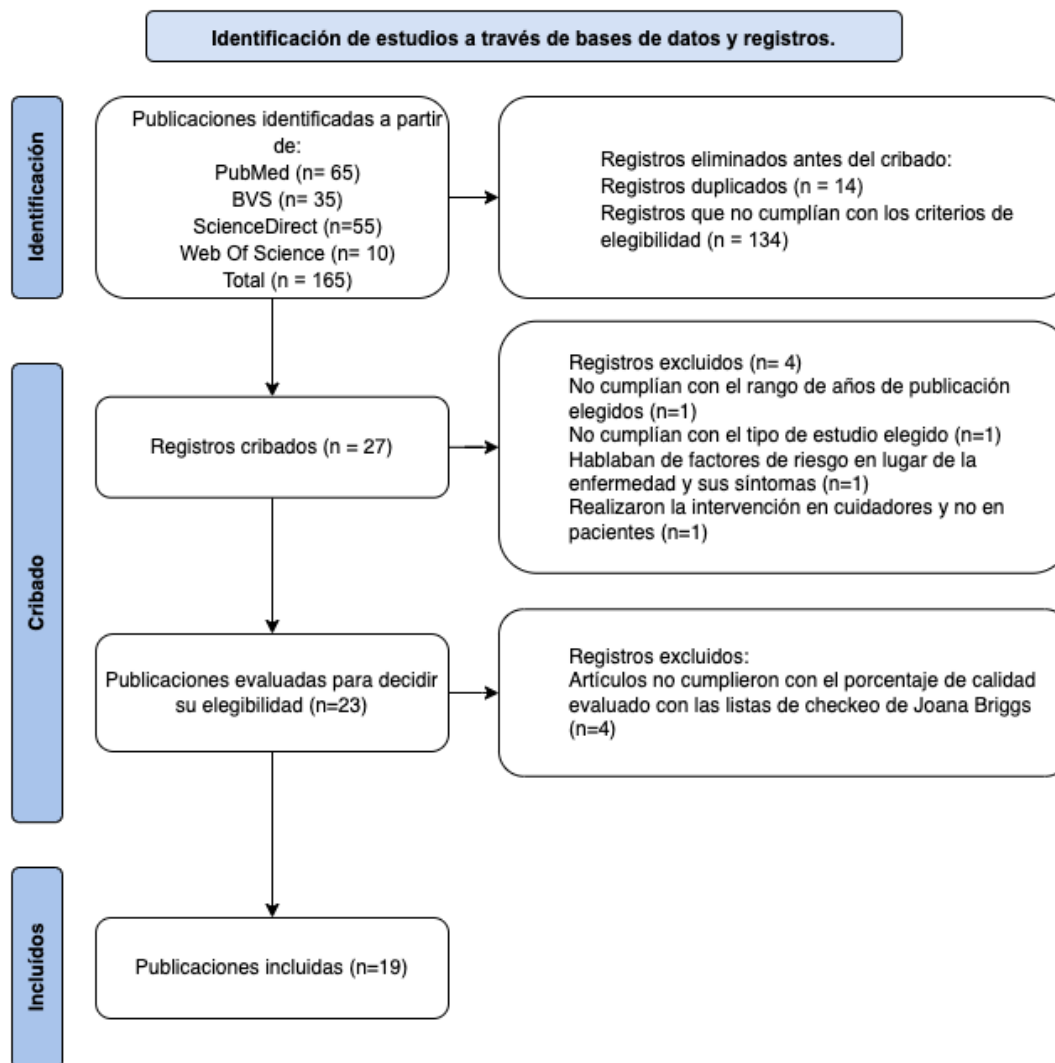 Identificación de estudios a través de bases de datos y registros.
Identificación
Publicaciones identificadas a partir
de:
PubMed (n= 65)
BVS (n= 35)
ScienceDirect (n=55)
Web Of Science (n= 10)
Total (n = 165)
Registros eliminados antes del cribado:
Registros duplicados (n = 14)
Registros que no cumplían con los criterios de
elegibilidad (n = 134)
Cribado
Registros cribados (n = 27)
Registros excluidos (n= 4)
No cumplían con el rango de años de publicación
elegidos (n=1)
No cumplían con el tipo de estudio elegido (n=1)
Hablaban de factores de riesgo en lugar de la
enfermedad y sus síntomas (n=1)
Realizaron la intervención en cuidadores y no en
pacientes (n=1)
Publicaciones evaluadas para decidir
su elegibilidad (n=23)
Registros excluidos:
Artículos no cumplieron con el porcentaje de calidad
evaluado con las listas de checkeo de Joana Briggs
(n=4)
Incluídos
Publicaciones incluidas (n=19)